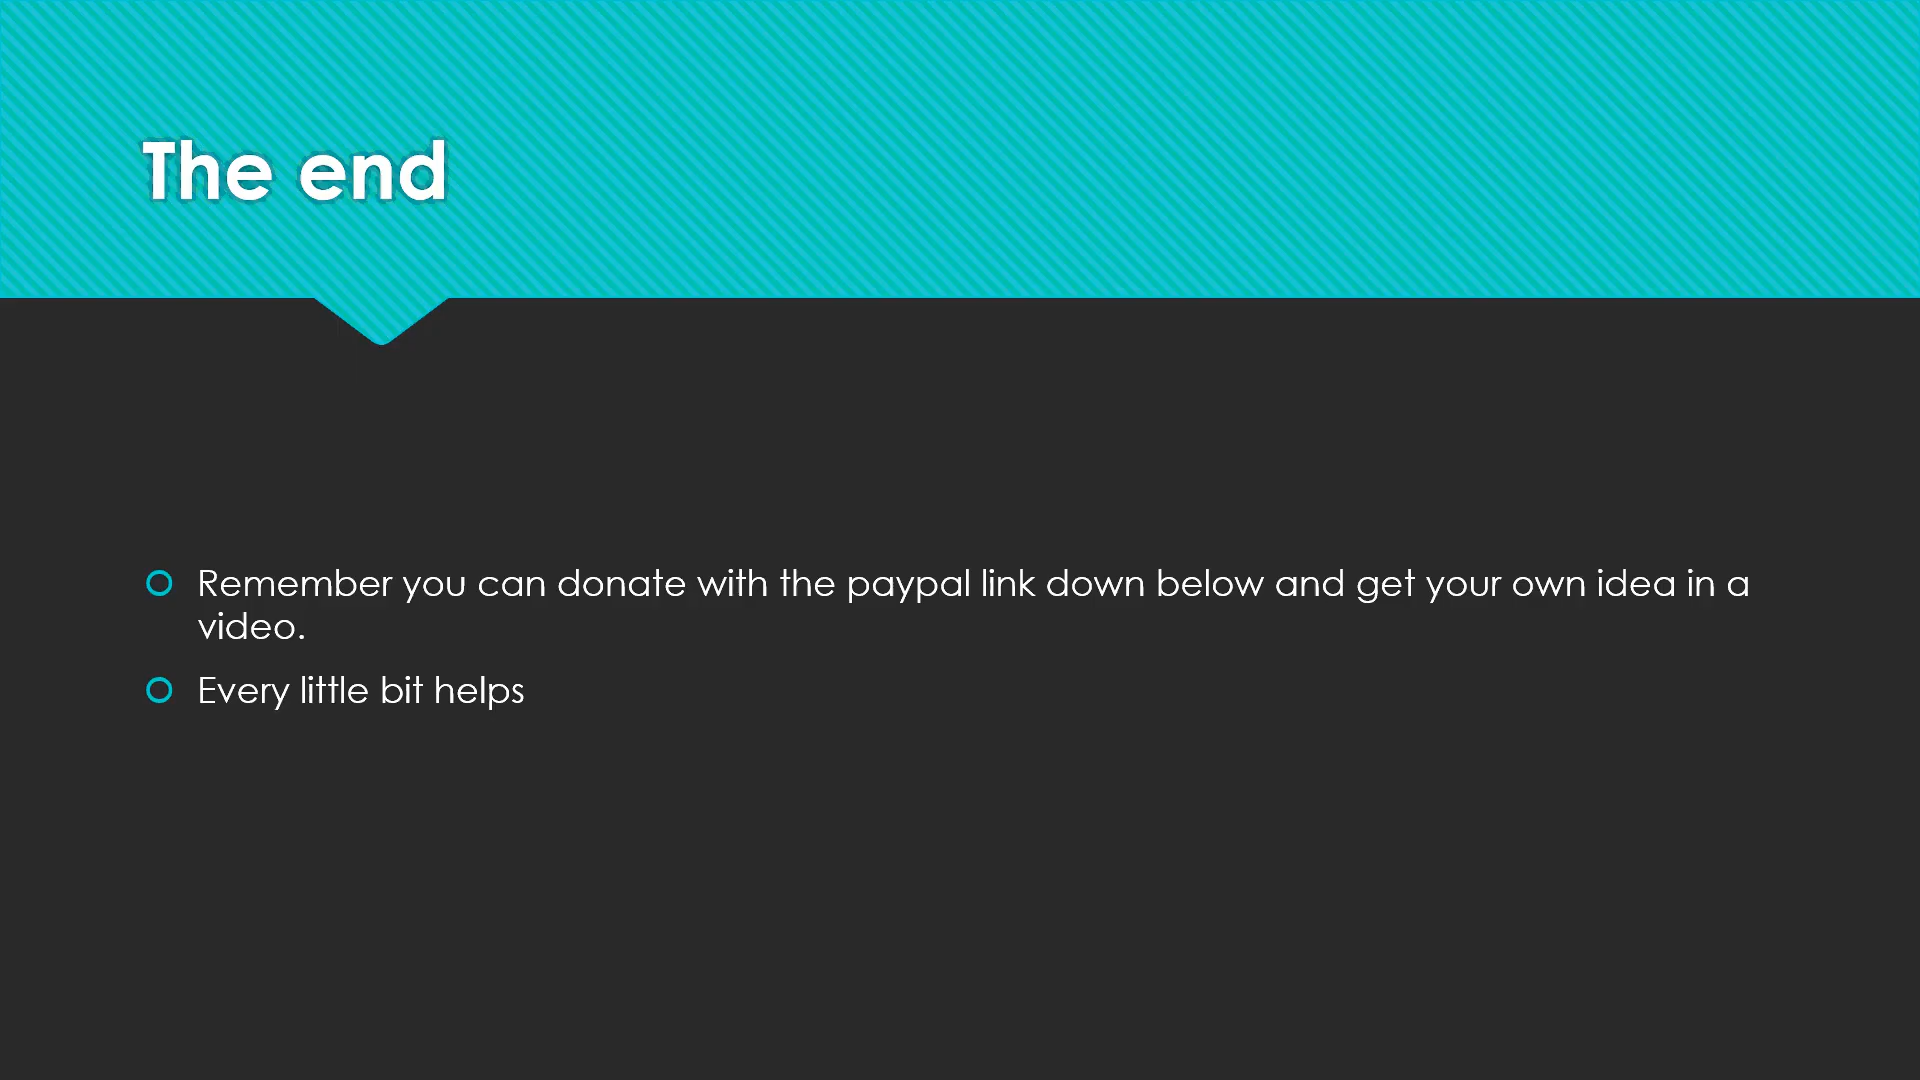 The end
Remember you can donate with the paypal link down below and get your own idea in a
video.
Every little bit helps